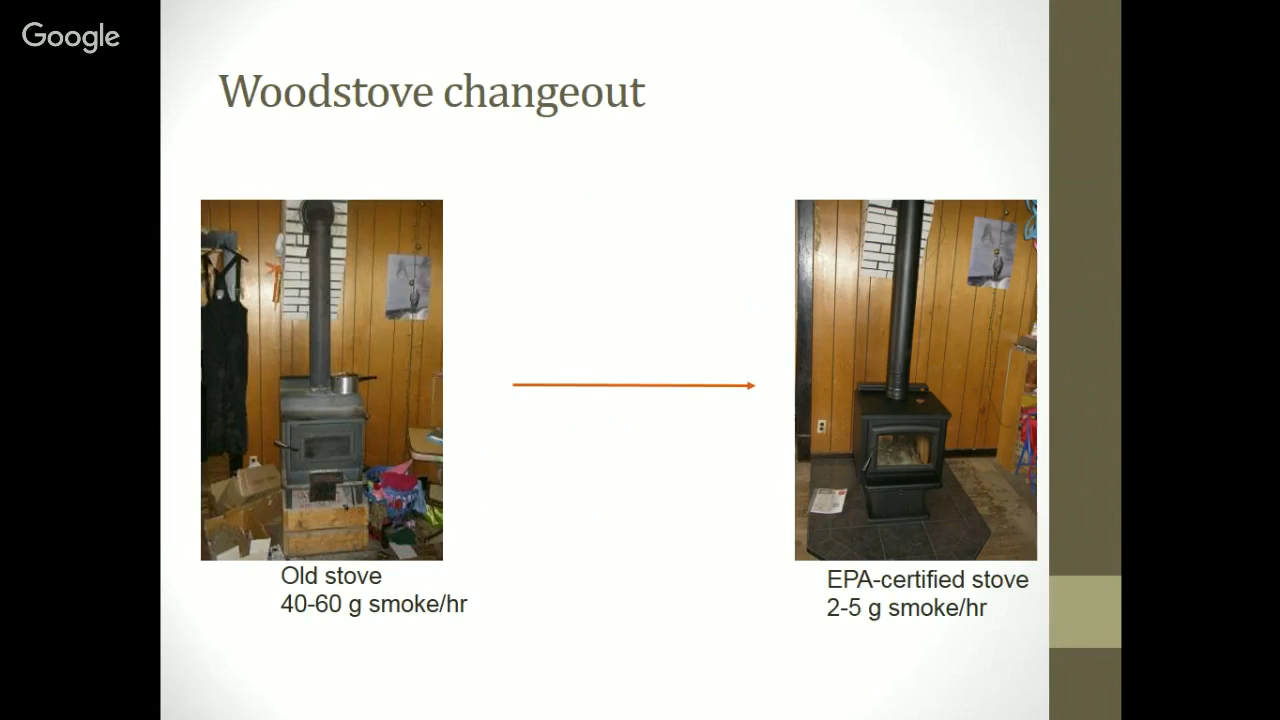 Google
Woodstove changeout
Old stove
40-60 g smoke/hr
EPA-certified stove
2-5 g smoke/hr